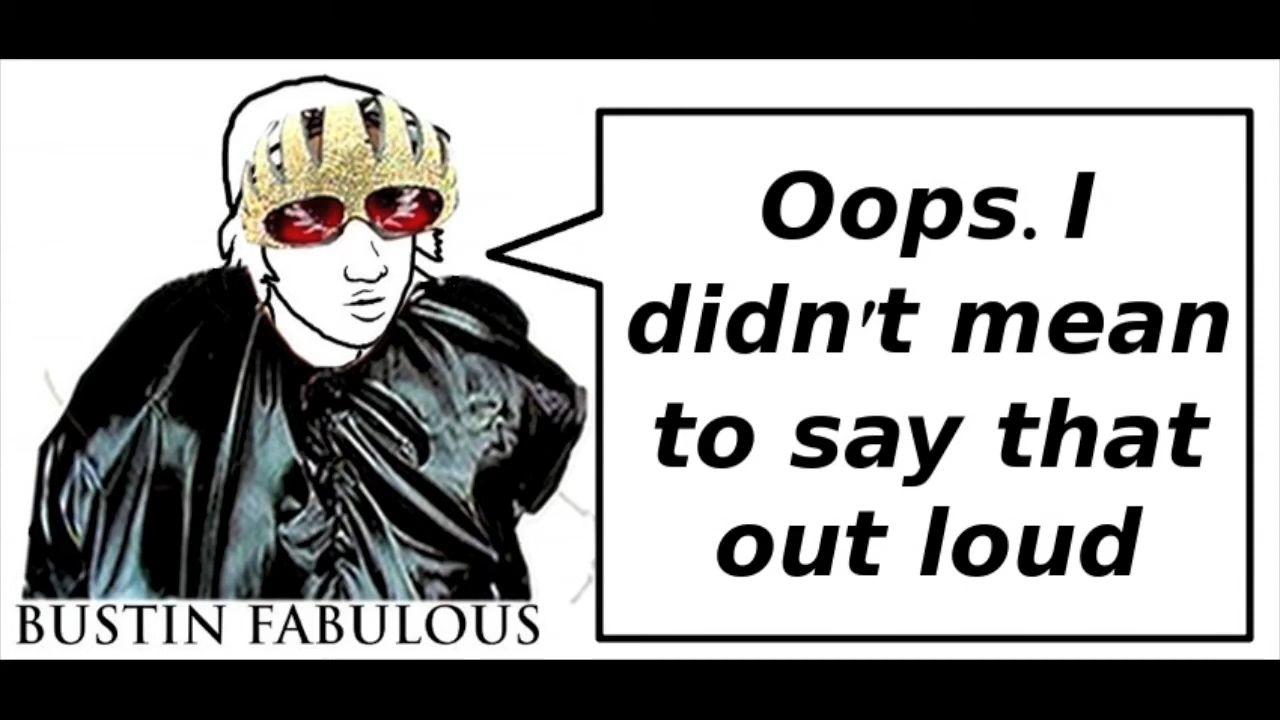 Oops. I
didn't mean
to say that
out loud
BUSTIN FABULOUS